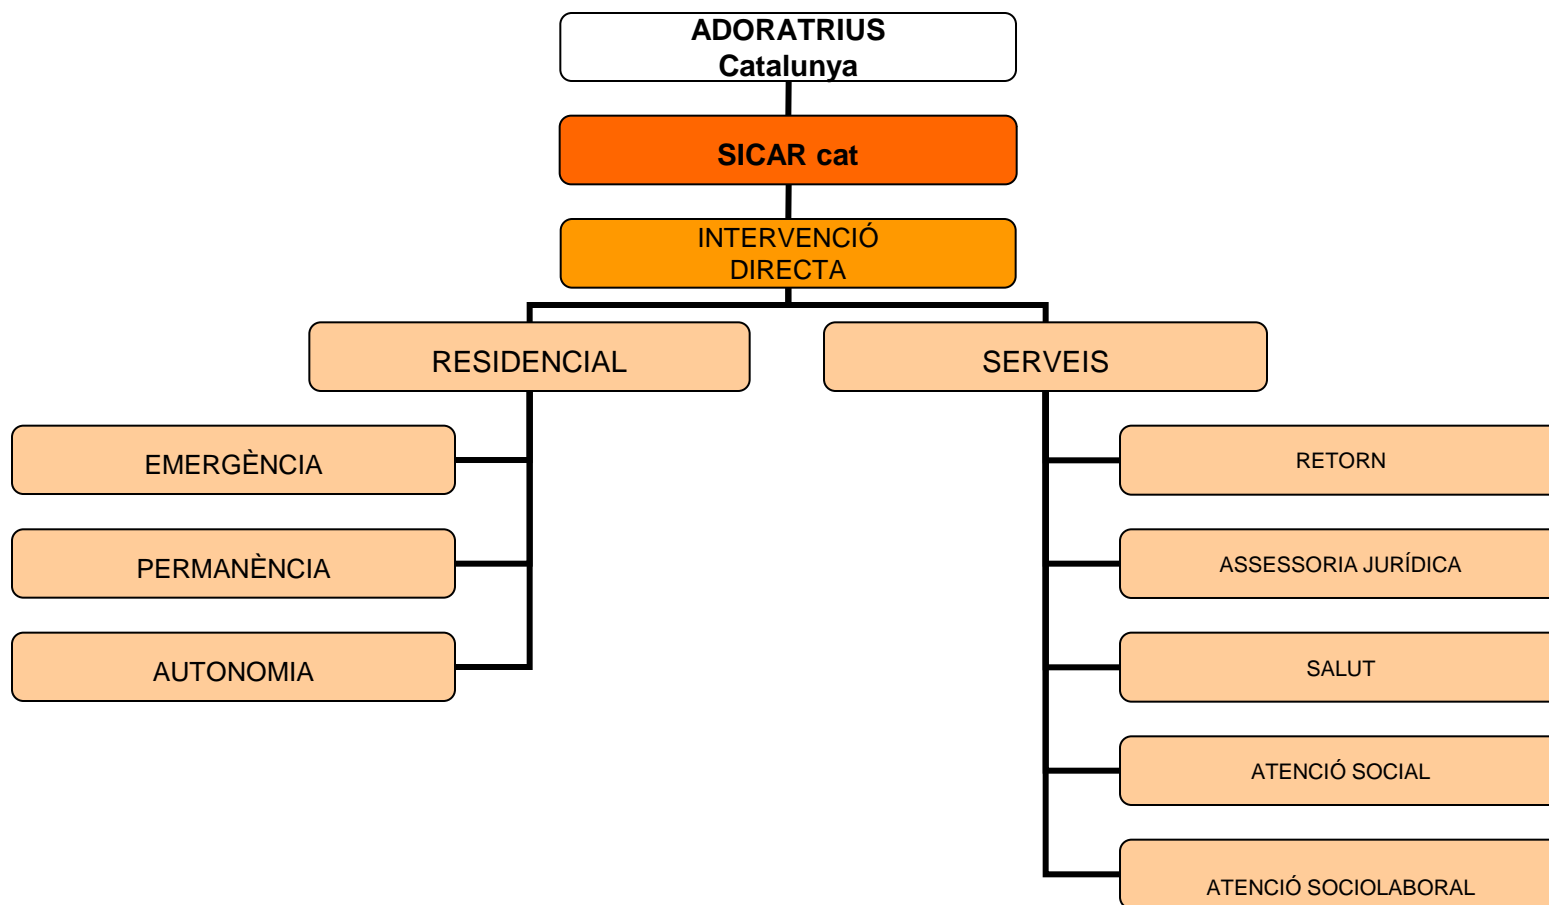 ADORATRIUS
Catalunya
SICAR cat
INTERVENCIÓ
DIRECTA
RESIDENCIAL
SERVEIS
EMERGÈNCIA
PERMANÈNCIA
AUTONOMIA
RETORN
ASSESSORIA JURÍDICA
SALUT
ATENCIÓ SOCIAL
ATENCIÓ SOCIOLABORAL